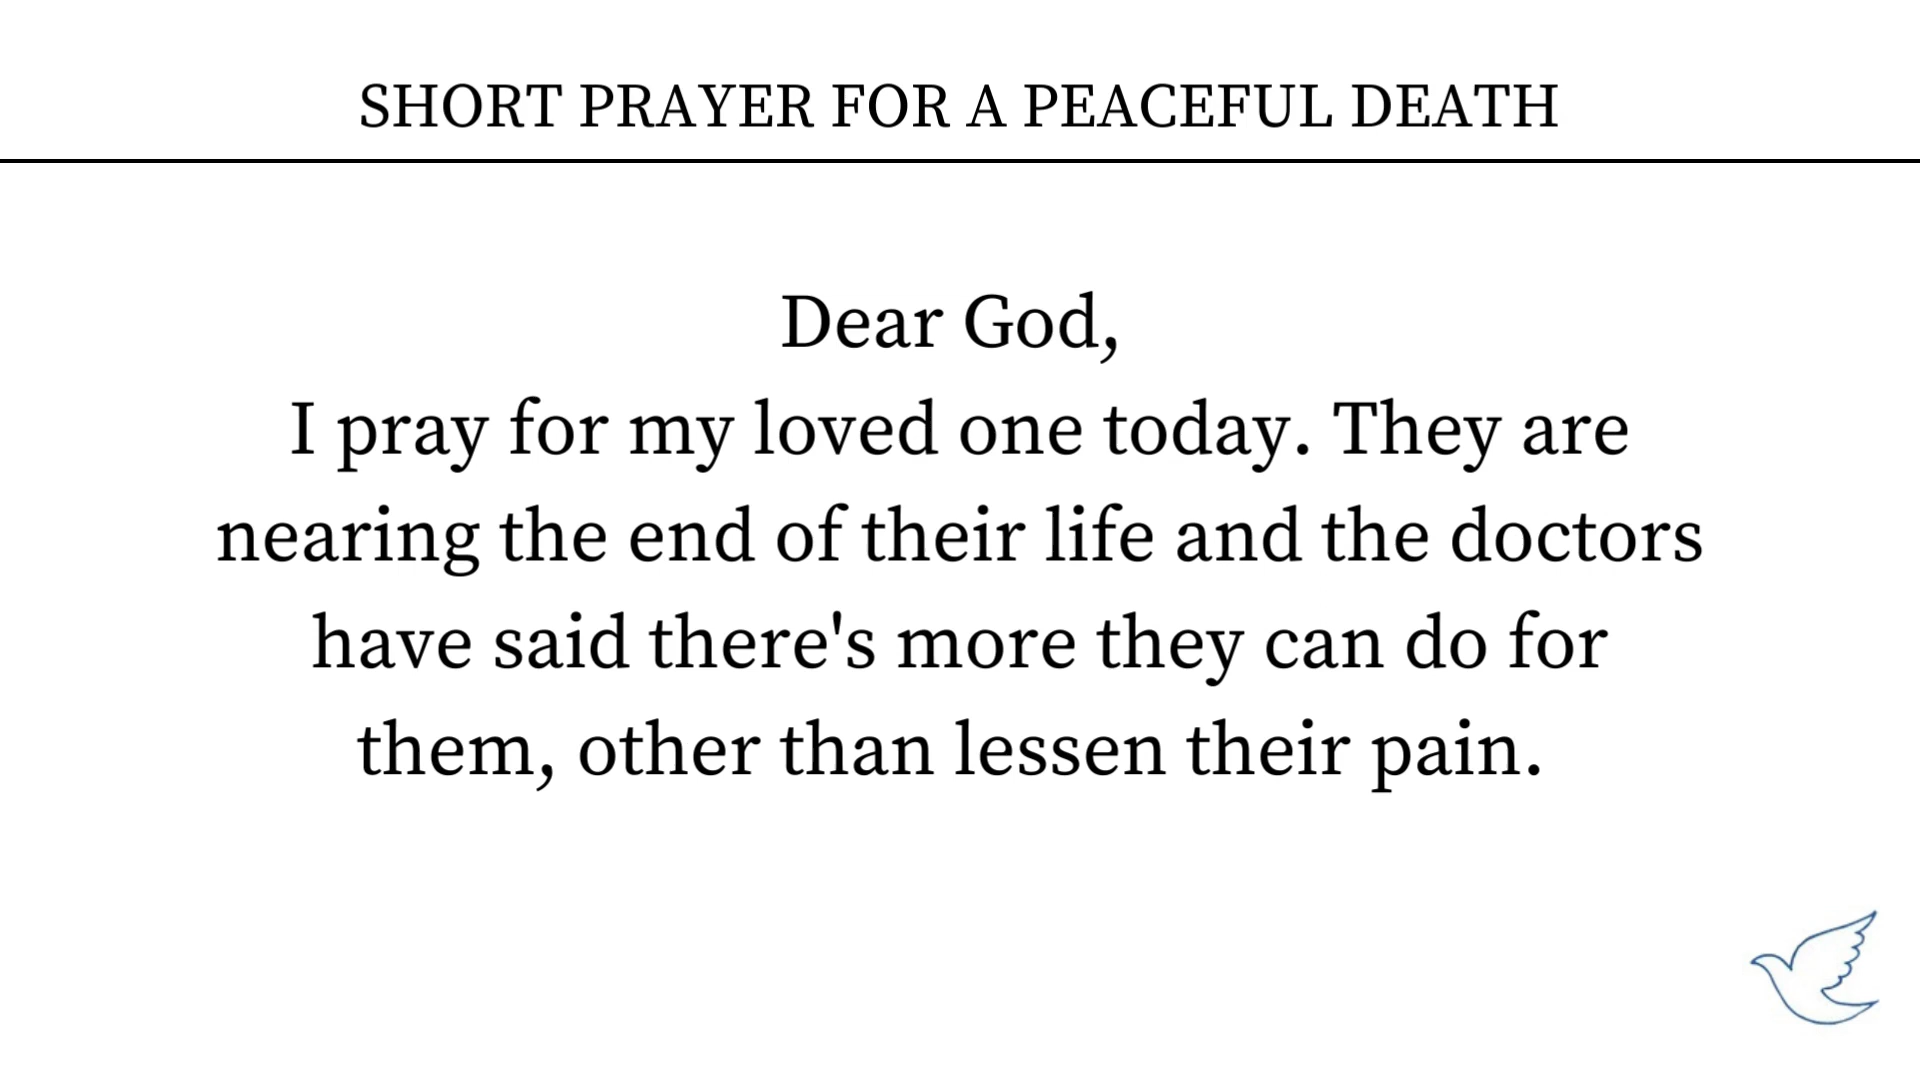 SHORT PRAYER FOR A PEACEFUL DEATH
Dear God,
I pray for my loved one today. They are
nearing the end of their life and the doctors
have said there's more they can do for
them, other than lessen their pain.